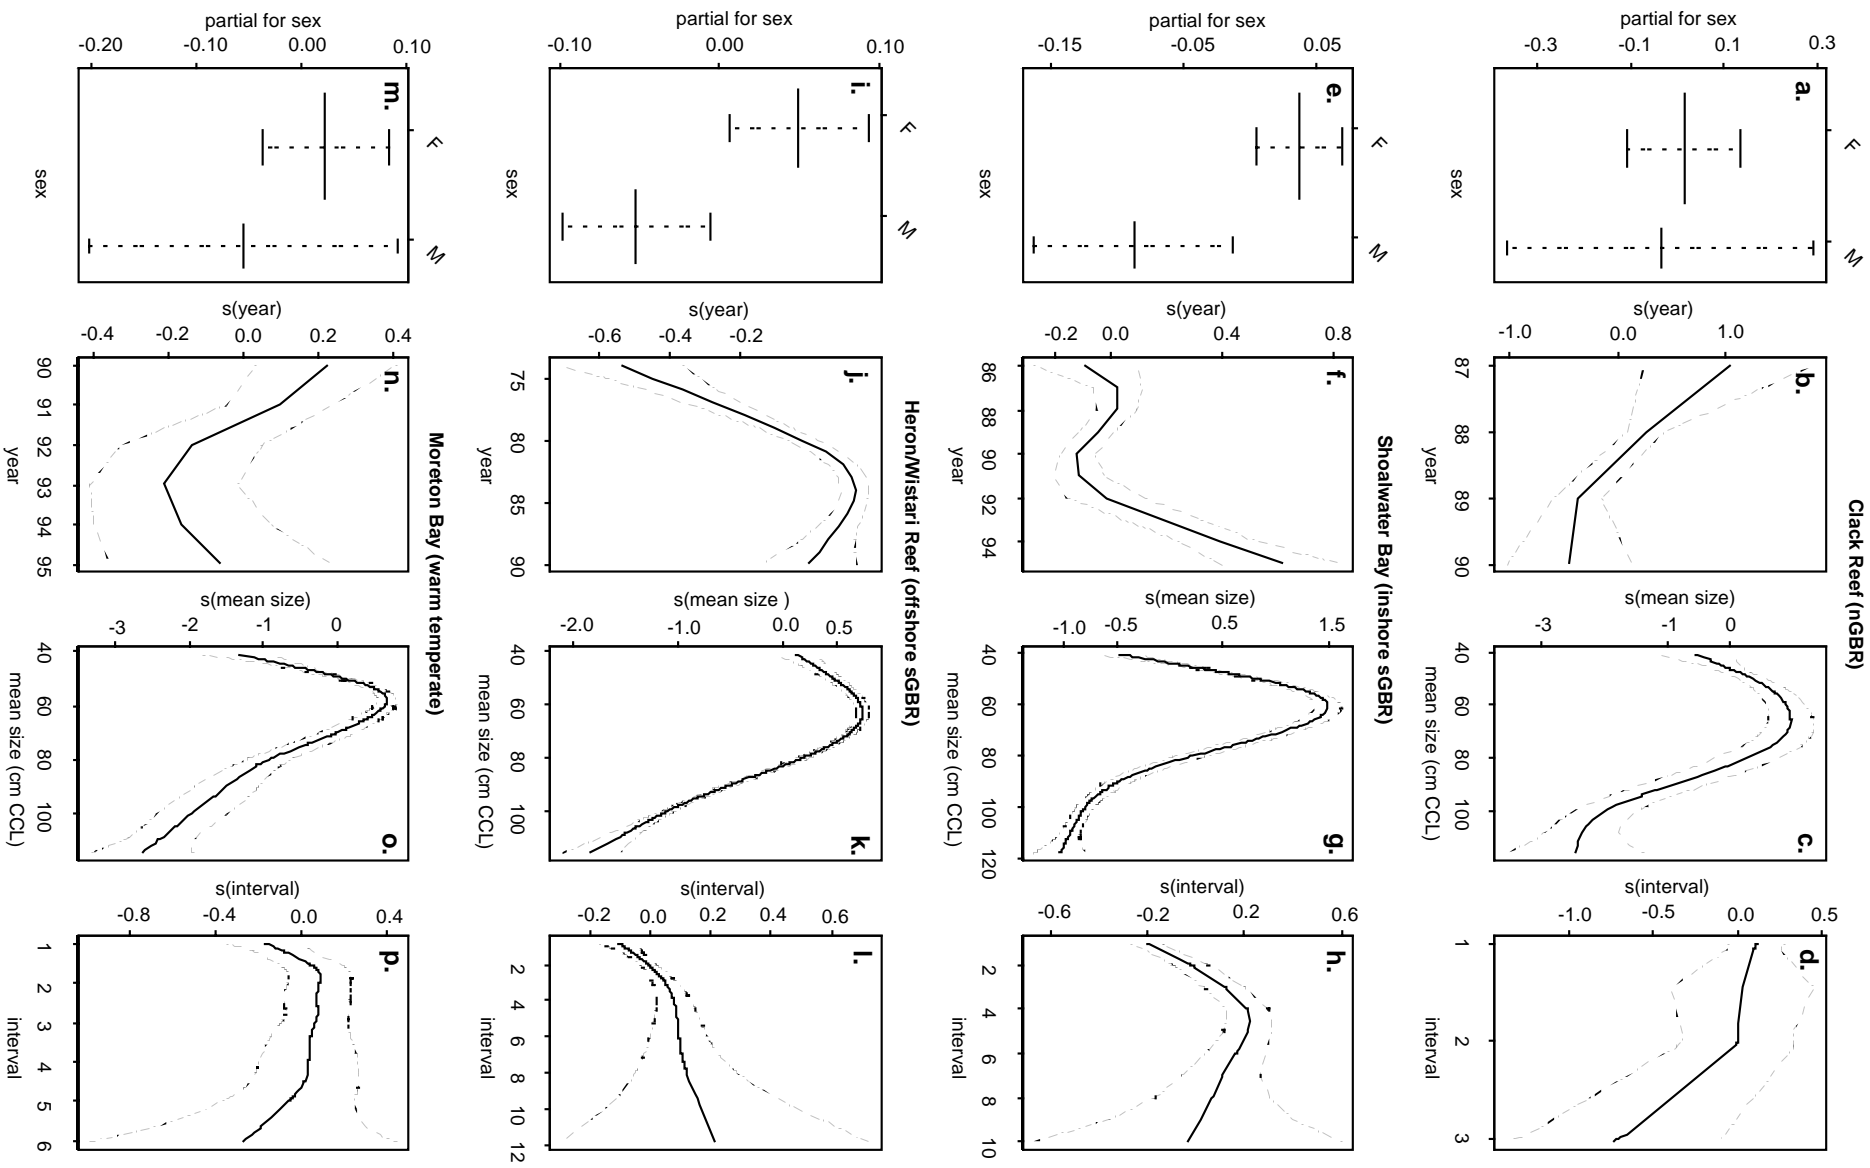 Clack Reef (nGBR)
partial for sex
-0.3 -0.1 0.1 0.3
a.
F M
sex
s(year)
-1.0 0.0 1.0
b.
87 88 89 90
year
s(mean size)
-3 -1 0
c.
40 60 80 100
mean size (cm CCL)
s(interval)
-1.0 -0.5 0.0 0.5
d.
1 2 3
interval
Shoalwater Bay (inshore sGBR)
partial for sex
-0.15 -0.05 0.05
e.
F M
sex
s(year)
-0.2 0.0 0.4 0.8
f.
86 88 90 92 94
year
s(mean size)
-1.0 -0.5 0.5 1.5
g.
40 60 80 100 120
mean size (cm CCL)
s(interval)
-0.6 -0.2 0.2 0.6
h.
2 4 6 8 10
interval
Heron/Wistari Reef (offshore sGBR)
partial for sex
-0.10 0.00 0.10
i.
F M
sex
s(year)
-0.6 -0.4 -0.2
j.
75 80 85 90
year
s(mean size )
-2.0 -1.0 0.0 0.5
k.
40 60 80 100
mean size (cm CCL)
s(interval)
-0.2 0.0 0.2 0.4 0.6
l.
2 4 6 8 10 12
interval
Moreton Bay (warm temperate)
partial for sex
-0.20 -0.10 0.00 0.10
m.
F M
sex
s(year)
-0.4 -0.2 0.0 0.2 0.4
n.
90 91 92 93 94 95
year
s(mean size)
-3 -2 -1 0
o.
40 60 80 100
mean size (cm CCL)
s(interval)
-0.8 -0.4 0.0 0.4
p.
1 2 3 4 5 6
interval